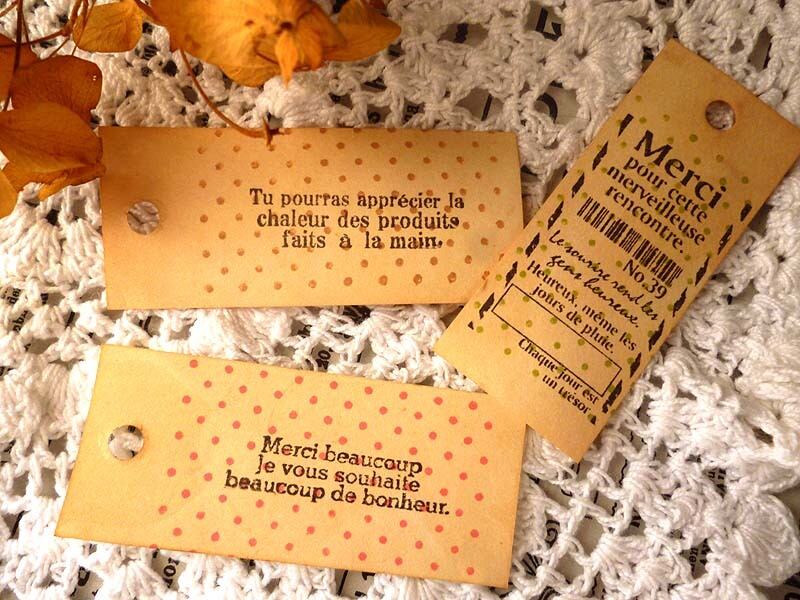 Tu pourras apprécier la
chaleur des produits
faits à la main.
Merci
pour cette
merveilleuse
rencontre.
No.39
Le sourire rend les
gens heureux.
Heureux, même les
jours de pluie.
Chaque jour est
un trésor
Merci beaucoup
Je vous souhaite
beaucoup de bonheur.